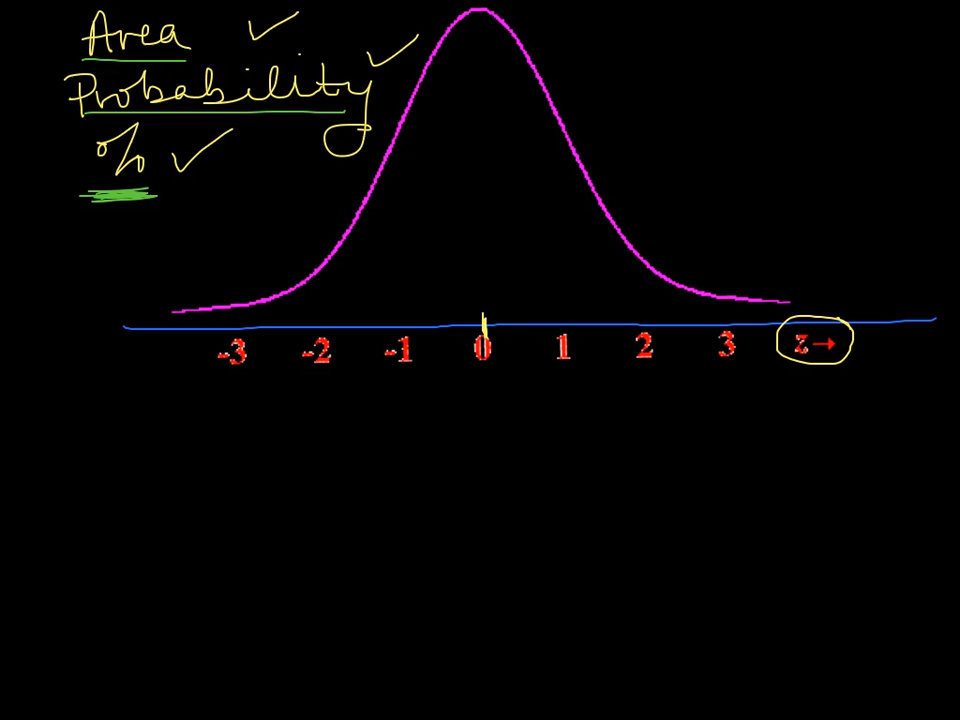 Area ✓
Probability ✓
% ✓
-3 -2 -1 0 1 2 3 z→